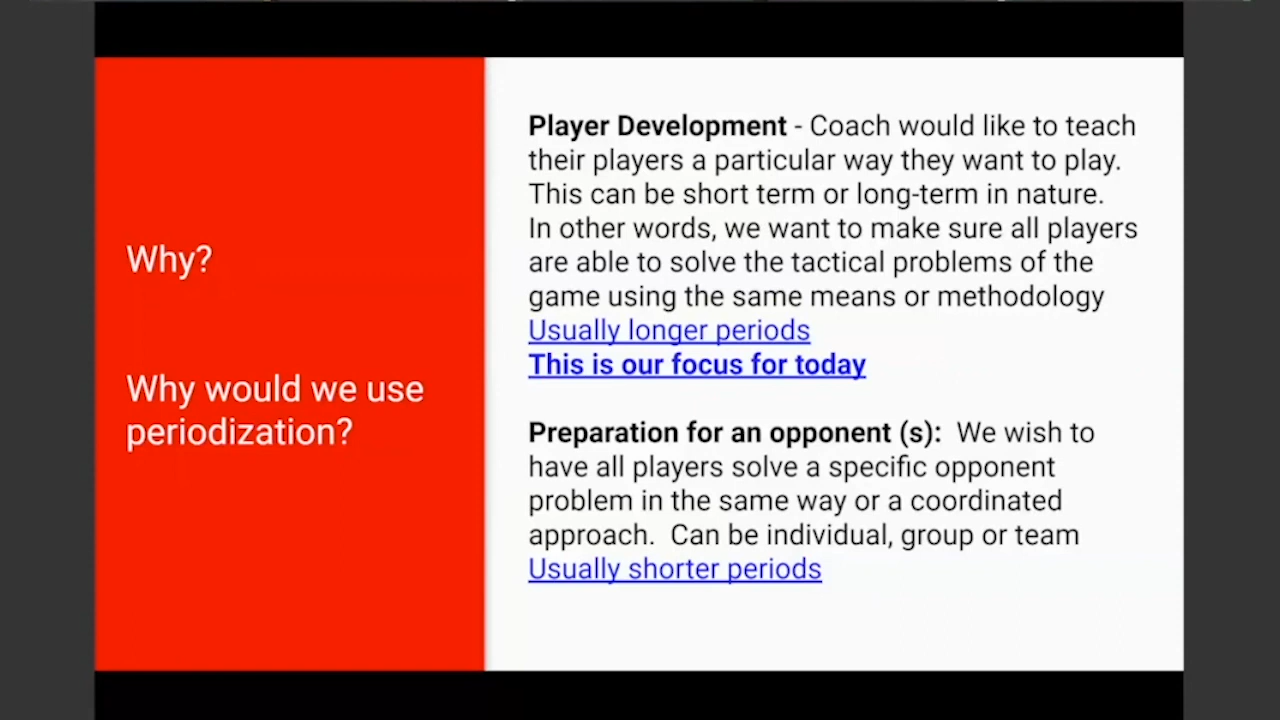 Why?
Why would we use
periodization?
Player Development - Coach would like to teach
their players a particular way they want to play.
This can be short term or long-term in nature.
In other words, we want to make sure all players
are able to solve the tactical problems of the
game using the same means or methodology
Usually longer periods
This is our focus for today
Preparation for an opponent (s):  We wish to
have all players solve a specific opponent
problem in the same way or a coordinated
approach.  Can be individual, group or team
Usually shorter periods